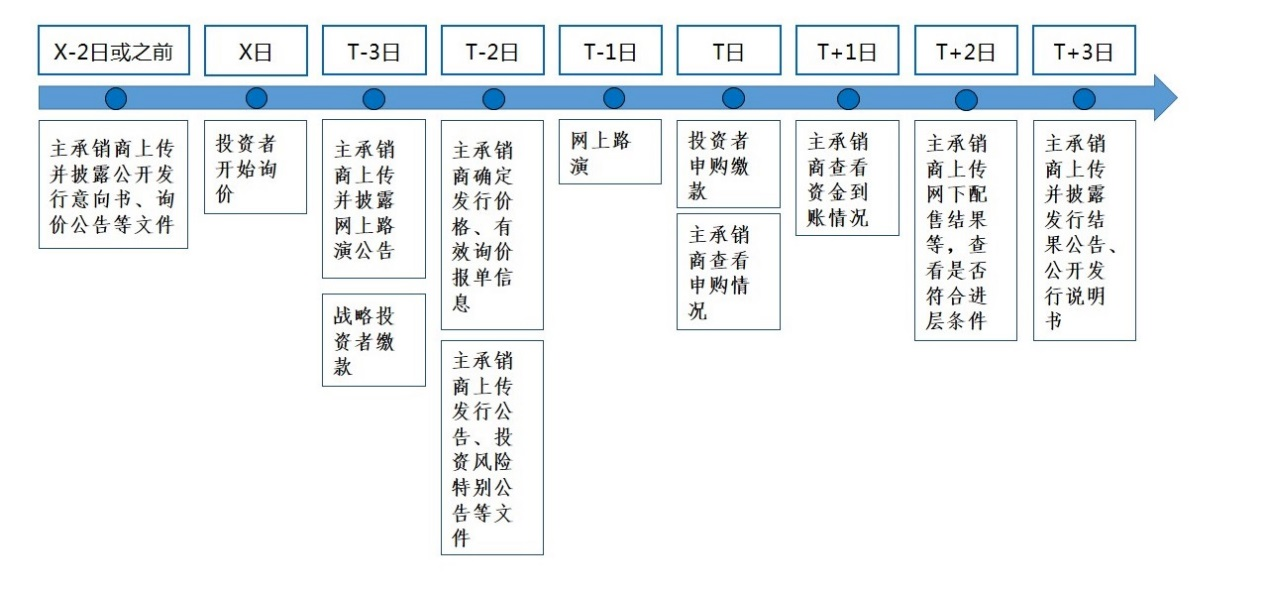 X-2日或之前
X日
T-3日
T-2日
T-1日
T日
T+1日
T+2日
T+3日
主承销商上传
并披露公开发
行意向书、询
价公告等文件
投资者
开始询
价
主承销
商上传
并披露
网上路
演公告
战略投
资者缴
款
主承销
商确定
发行价
格、有
效询价
报单信
息
主承销
商上传
发行公
告、投
资风险
特别公
告等文
件
网上路
演
投资者
申购缴
款
主承销
商查看
申购情
况
主承销
商查看
资金到
账情况
主承销
商上传
网下配
售结果
等，查
看是否
符合进
层条件
主承销
商上传
并披露
发行结
果公告、
公开发
行说明
书